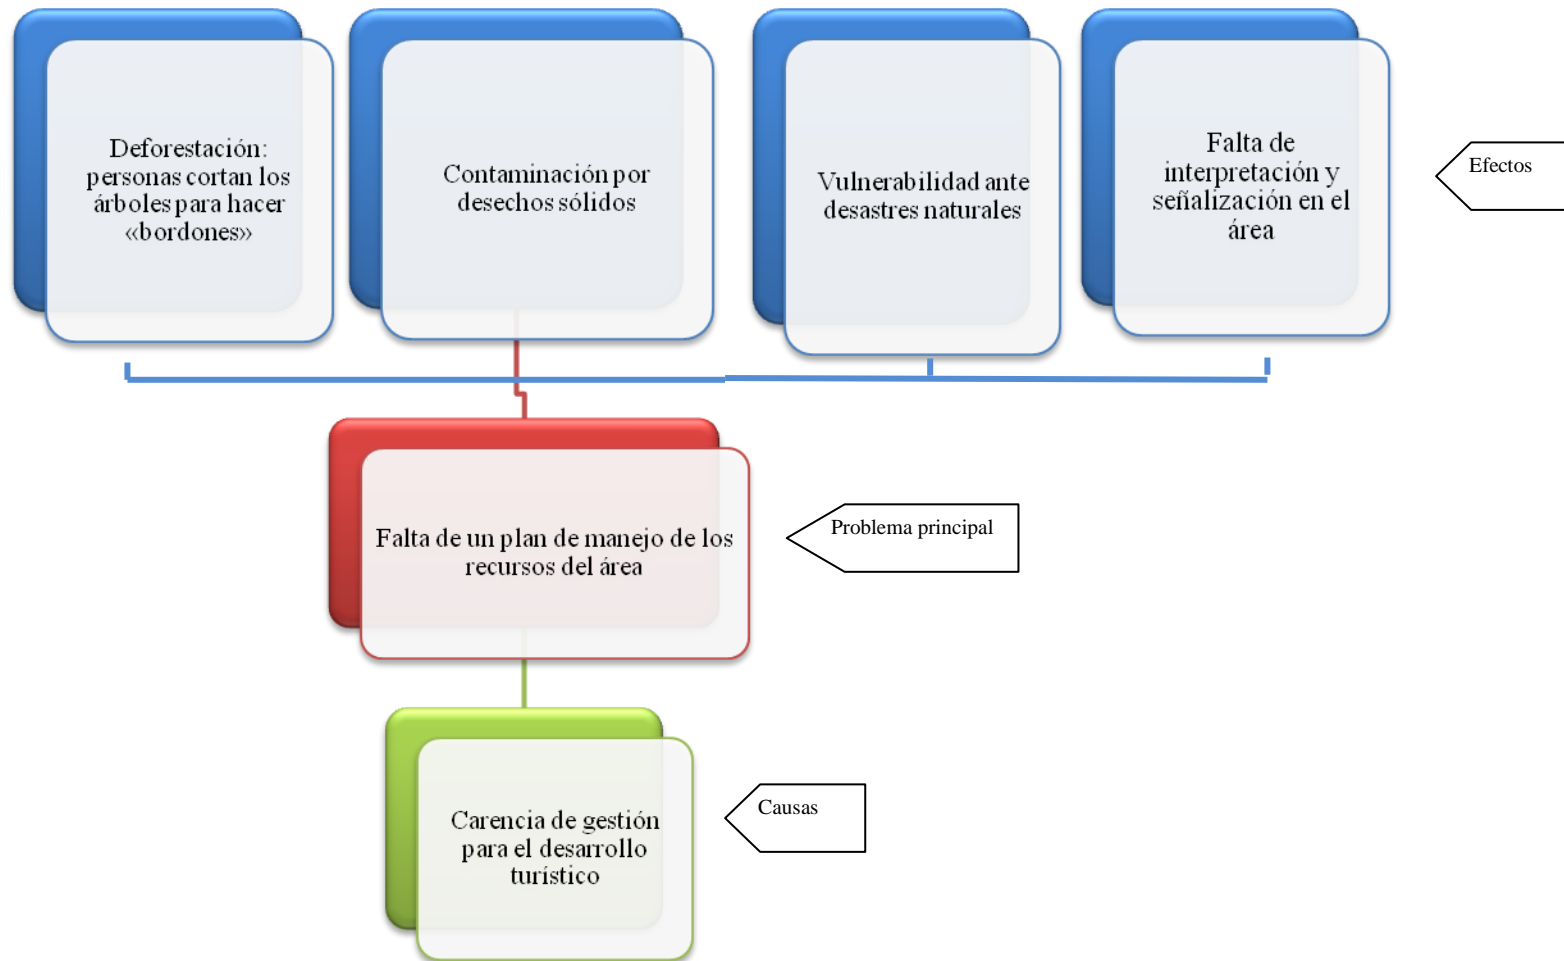 Deforestación:
personas cortan los
árboles para hacer
«bordones»
Contaminación por
desechos sólidos
Vulnerabilidad ante
desastres naturales
Falta de
interpretación y
señalización en el
área
Efectos
Falta de un plan de manejo de los
recursos del área
Problema principal
Carencia de gestión
para el desarrollo
turístico
Causas